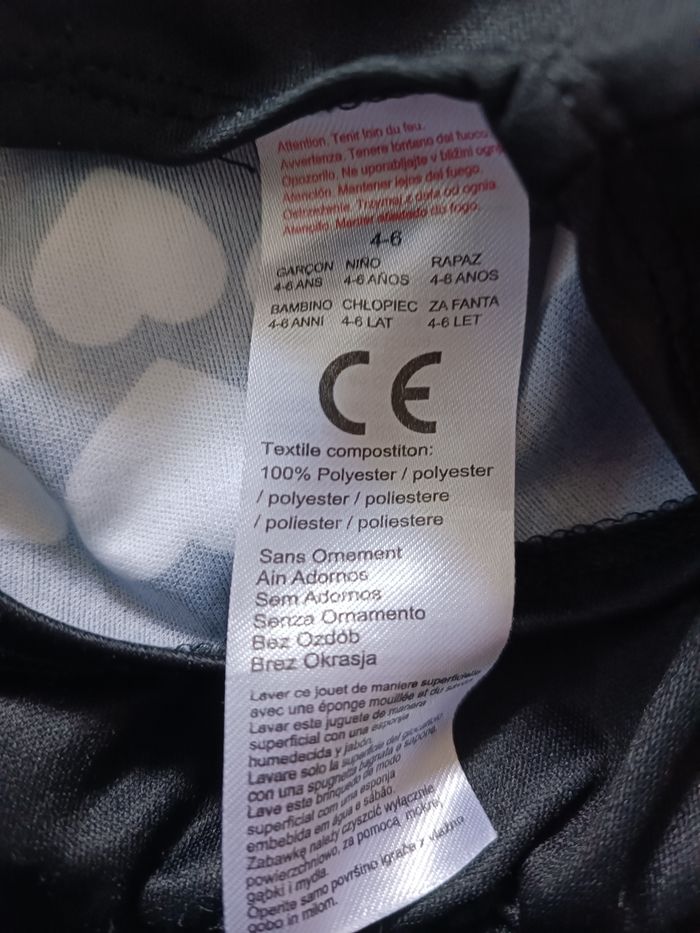 Attention. Tenir loin du feu.
Avvertenza. Tenere lontano dal fuoco
Opozorilo. Ne uporabljajte v bližini ognj
Atención. Mantener lejos del fuego.
Ostrzeżenie. Trzymaj z dala od ognia.
Atenção. Manter afastado do fogo.
4-6
GARÇON NIÑO RAPAZ
4-6 ANS 4-6 AÑOS 4-6 ANOS
BAMBINO CHŁOPIEC ZA FANTA
4-6 ANNI 4-6 LAT 4-6 LET
CE
Textile compostiton:
100% Polyester / polyester
/ polyester / poliestere
/ poliester / poliestere
Sans Ornement
Ain Adornos
Sem Adornos
Senza Ornamento
Bez Ozdób
Brez Okrasja
Laver ce jouet de maniere superficielle
avec une éponge mouillée et du savon
Lavar este juguete de manera
superficial con una esponja
humedecida y jabón.
Lavare solo la superficie del giocattolo
con una spugnetta bagnata e sapone.
Lave este brinquedo de modo
superficial com uma esponja
embebida em água e sabão.
Zabawkę należy czyscić wyłącznie
powierzchniowo, za pomocą mokrej
gąbki i mydła.
Operite samo površino igrače z vlažno
gobo in milom.